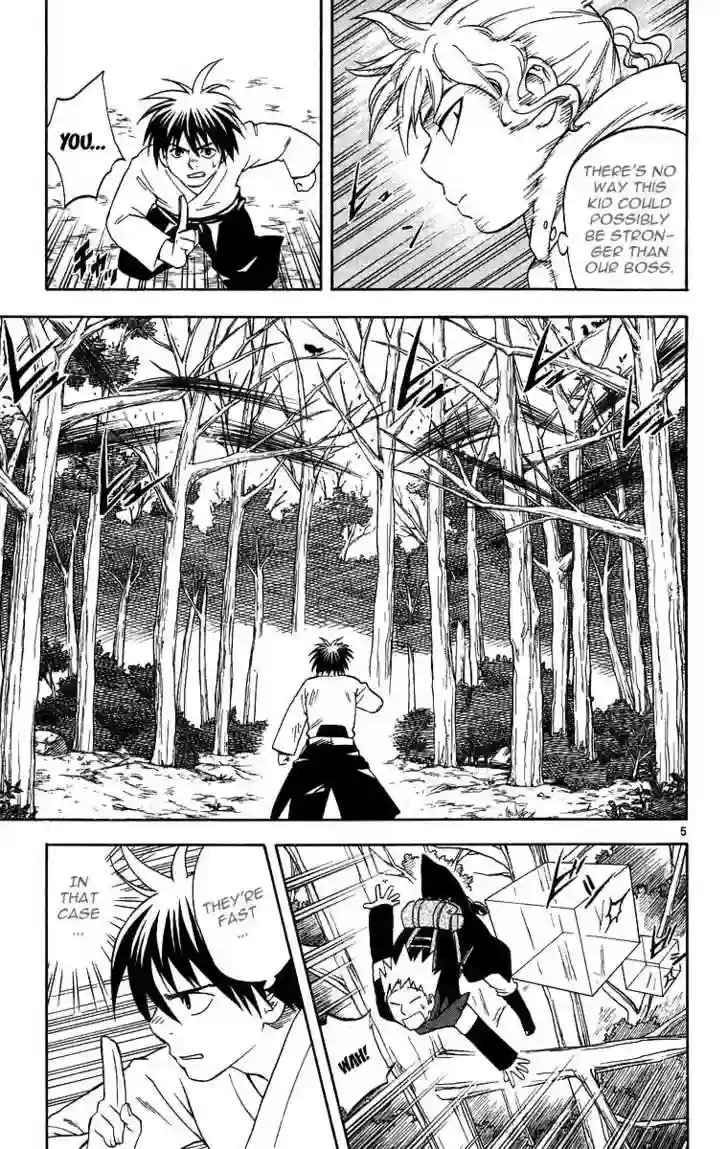 THERE'S NO
WAY THIS
KID COULD
POSSIBLY
BE STRON-
GER THAN
OUR BOSS.
YOU...
5
WAH!
THEY'RE
FAST
...
IN
THAT
CASE
...